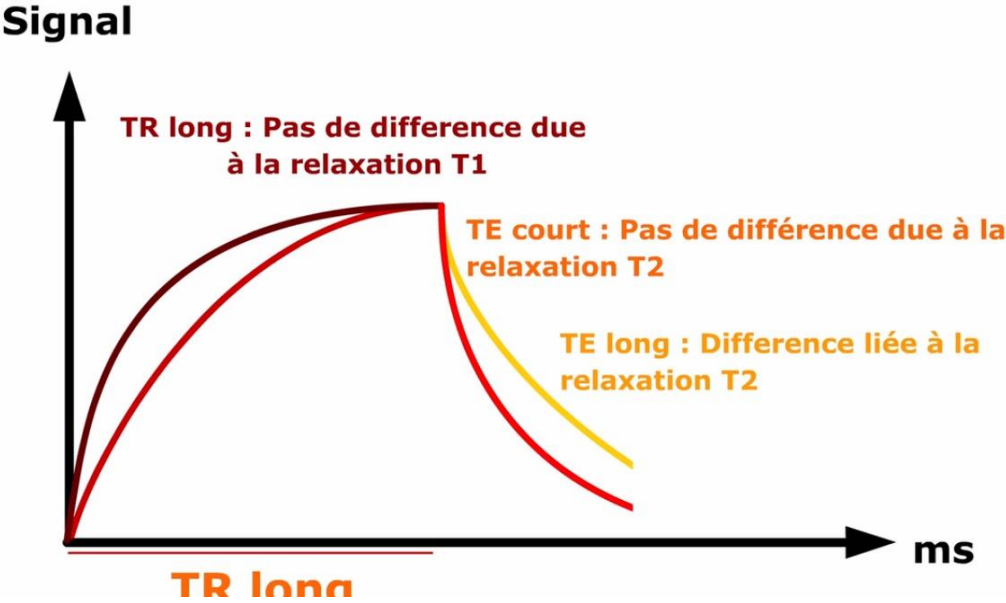 Signal
TR long : Pas de difference due
à la relaxation T1
TE court : Pas de différence due à la
relaxation T2
TE long : Difference liée à la
relaxation T2
ms
TR long